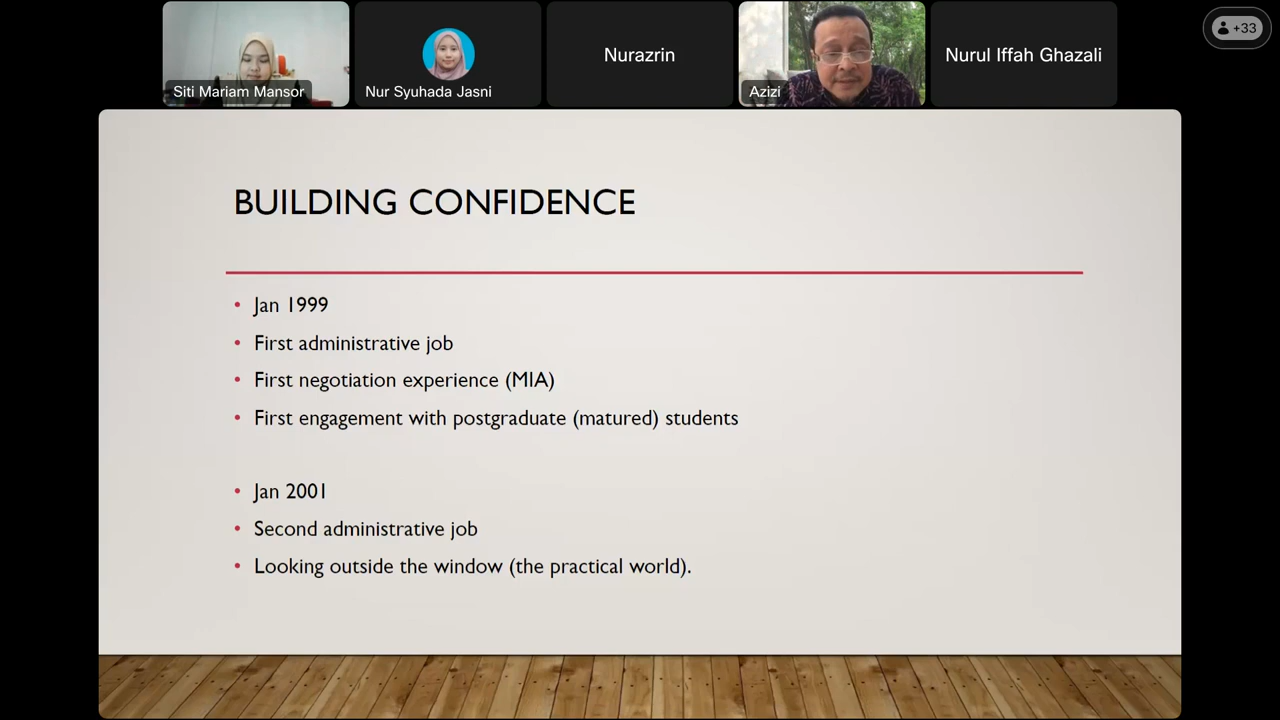 Siti Mariam Mansor
Nur Syuhada Jasni
Nurazrin
Azizi
Nurul Iffah Ghazali
+33
BUILDING CONFIDENCE
• Jan 1999
• First administrative job
• First negotiation experience (MIA)
• First engagement with postgraduate (matured) students
• Jan 2001
• Second administrative job
• Looking outside the window (the practical world).